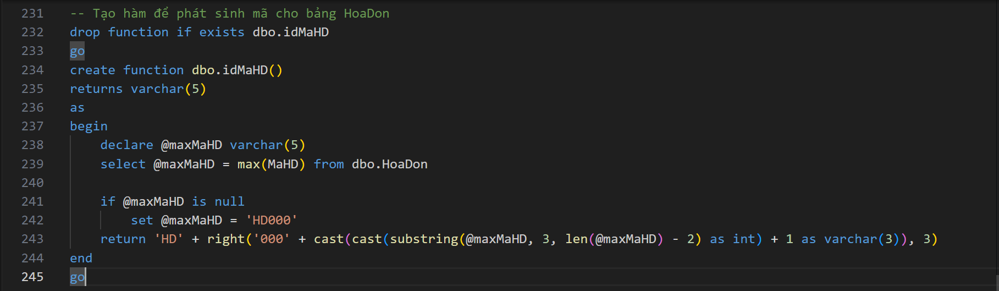 231 -- Tạo hàm để phát sinh mã cho bảng HoaDon
232 drop function if exists dbo.idMaHD
233 go
234 create function dbo.idMaHD()
235 returns varchar(5)
236 as
237 begin
238 declare @maxMaHD varchar(5)
239 select @maxMaHD = max(MaHD) from dbo.HoaDon
240
241 if @maxMaHD is null
242 set @maxMaHD = 'HD000'
243 return 'HD' + right('000' + cast(cast(substring(@maxMaHD, 3, len(@maxMaHD) - 2) as int) + 1 as varchar(3)), 3)
244 end
245 go